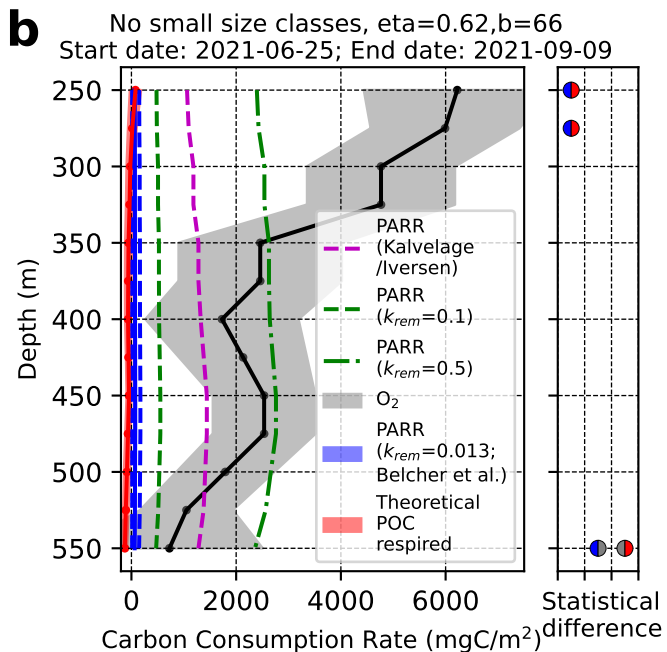 b
No small size classes, eta=0.62,b=66
Start date: 2021-06-25; End date: 2021-09-09
250
300
350
400
450
500
550
Depth (m)
PARR
(Kalvelage
/Iversen)
PARR
(k_rem=0.1)
PARR
(k_rem=0.5)
O₂
PARR
(k_rem=0.013;
Belcher et al.)
Theoretical
POC
respired
0 2000 4000 6000
Carbon Consumption Rate (mgC/m²)
Statistical
difference